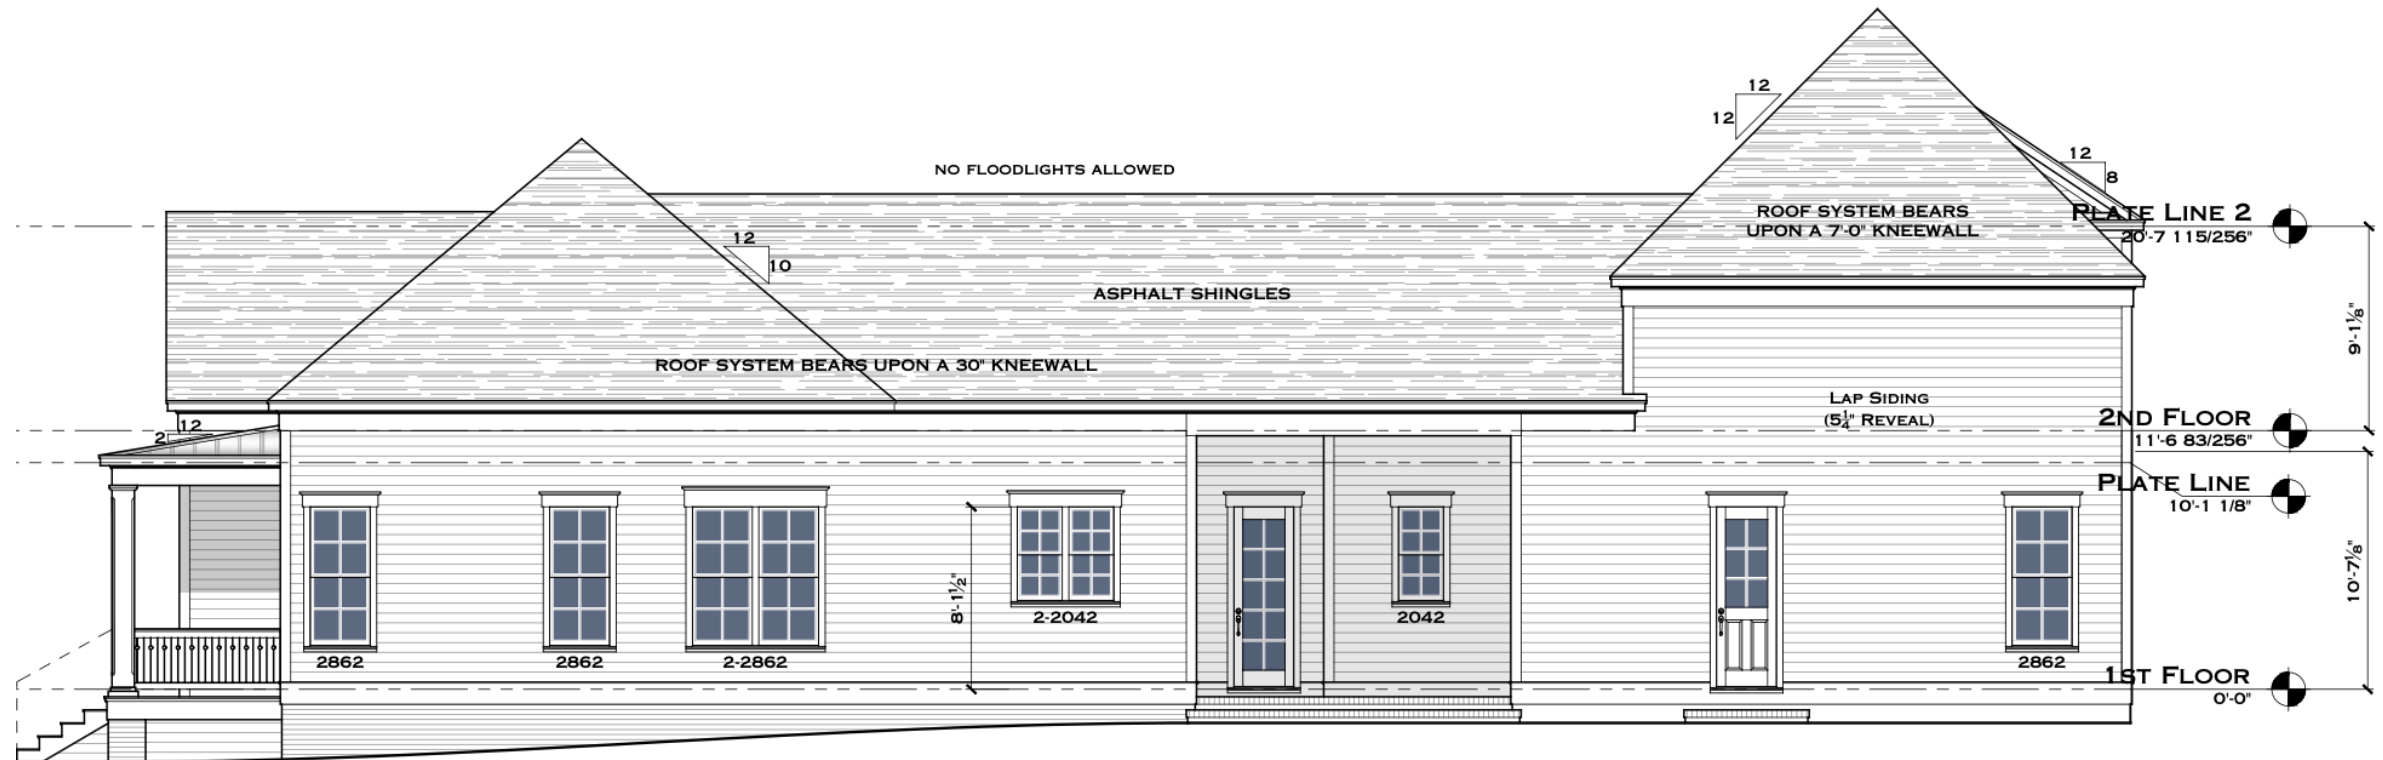 12
12
12
8
NO FLOODLIGHTS ALLOWED
ROOF SYSTEM BEARS
UPON A 7'-0" KNEEWALL
PLATE LINE 2
20'-7 115/256"
12
10
ASPHALT SHINGLES
9'-1⅛"
ROOF SYSTEM BEARS UPON A 30" KNEEWALL
LAP SIDING
(5¼" REVEAL)
2ND FLOOR
11'-6 83/256"
12
2
PLATE LINE
10'-1 1/8"
8'-1½"
10'-7⅞"
2-2042
2042
2862
2862
2-2862
2862
1ST FLOOR
0'-0"